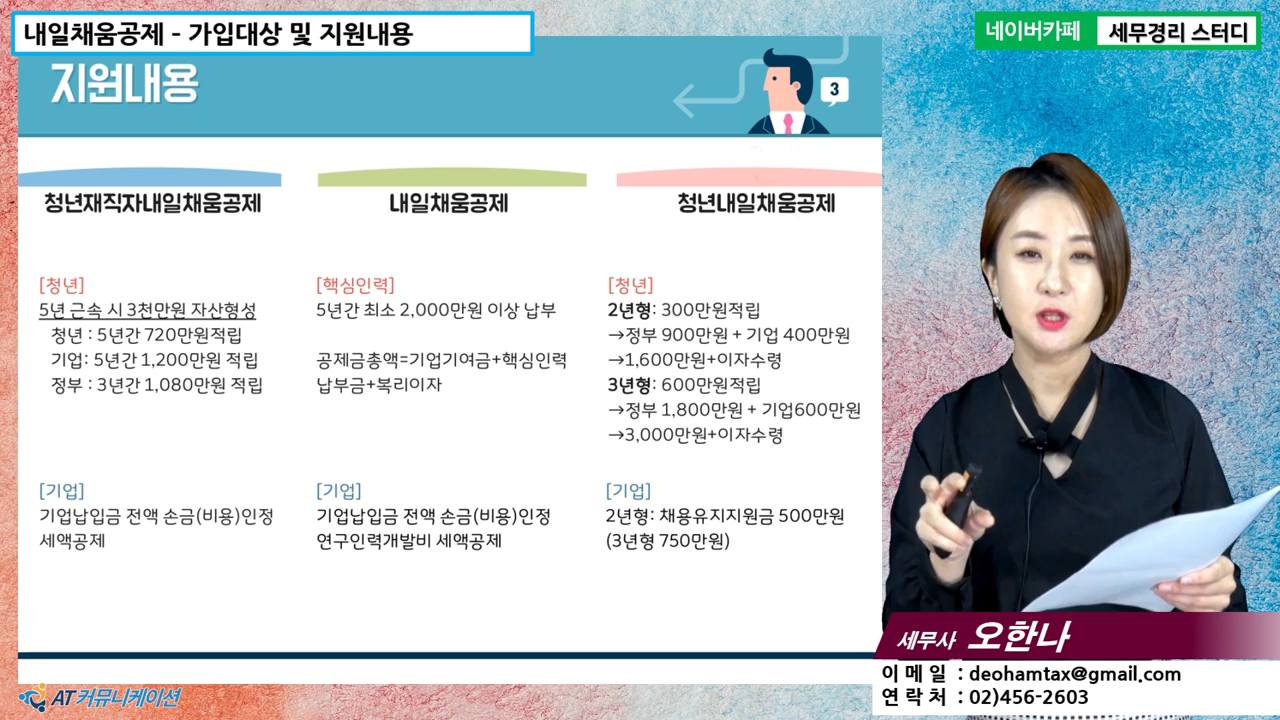 내일채움공제 - 가입대상 및 지원내용
네이버카페 세무경리 스터디
지원내용
3
청년재직자내일채움공제
[청년]
5년 근속 시 3천만원 자산형성
청년 : 5년간 720만원적립
기업: 5년간 1,200만원 적립
정부 : 3년간 1,080만원 적립
[기업]
기업납입금 전액 손금(비용)인정
세액공제
내일채움공제
[핵심인력]
5년간 최소 2,000만원 이상 납부
공제금총액=기업기여금+핵심인력
납부금+복리이자
[기업]
기업납입금 전액 손금(비용)인정
연구인력개발비 세액공제
청년내일채움공제
[청년]
2년형: 300만원적립
→정부 900만원 + 기업 400만원
→1,600만원+이자수령
3년형: 600만원적립
→정부 1,800만원 + 기업600만원
→3,000만원+이자수령
[기업]
2년형: 채용유지지원금 500만원
(3년형 750만원)
세무사 오한나
이 메 일 : deohamtax@gmail.com
연 락 처 : 02)456-2603
AT커뮤니케이션